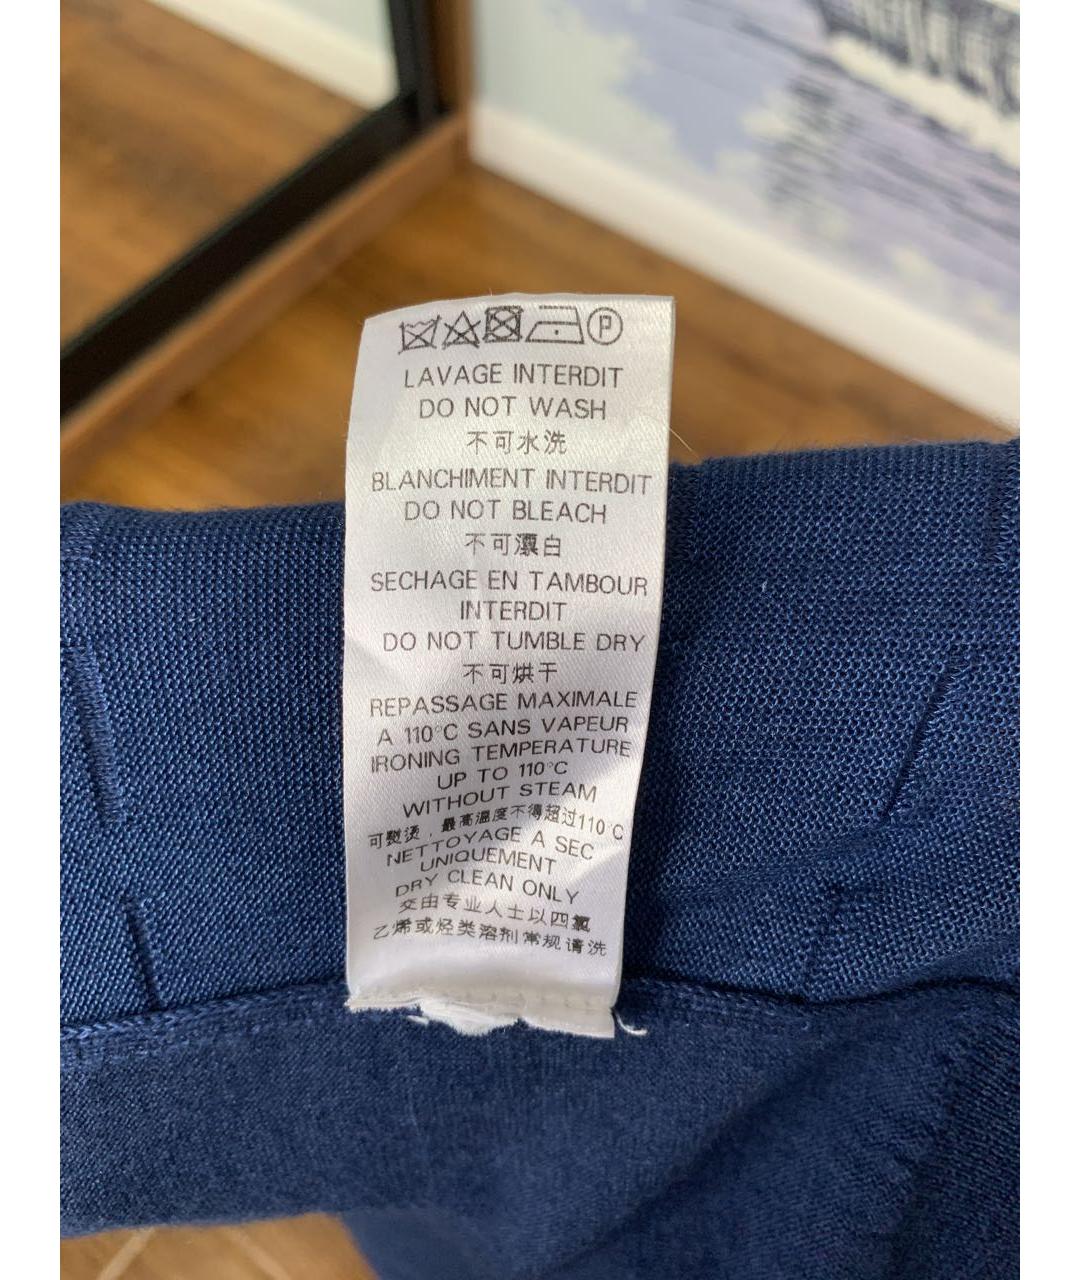 P
LAVAGE INTERDIT
DO NOT WASH
不可水洗
BLANCHIMENT INTERDIT
DO NOT BLEACH
不可漂白
SECHAGE EN TAMBOUR
INTERDIT
DO NOT TUMBLE DRY
不可烘干
REPASSAGE MAXIMALE
A 110°C SANS VAPEUR
IRONING TEMPERATURE
UP TO 110°C
WITHOUT STEAM
可熨烫，最高温度不得超过110°C
NETTOYAGE A SEC
UNIQUEMENT
DRY CLEAN ONLY
交由专业人士以四氯
乙烯或烃类溶剂常规请洗